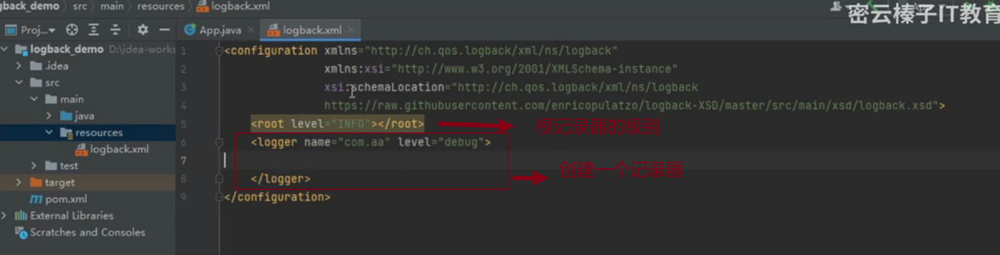 gback_demo › src › main › resources › logback.xml
密云榛子IT教育
Proj...
App.java
logback.xml
logback_demo D:\idea-works
.idea
src
main
java
resources
logback.xml
test
target
pom.xml
External Libraries
Scratches and Consoles
1 <configuration xmlns="http://ch.qos.logback/xml/ns/logback"
2 xmlns:xsi="http://www.w3.org/2001/XMLSchema-instance"
3 xsi:schemaLocation="http://ch.qos.logback/xml/ns/logback
4 https://raw.githubusercontent.com/enricopulatzo/logback-XSD/master/src/main/xsd/logback.xsd">
5 <root level="INFO"></root> 根记录器的级别
6 <logger name="com.aa" level="debug">
7
创建一个记录器
8 </logger>
9 </configuration>